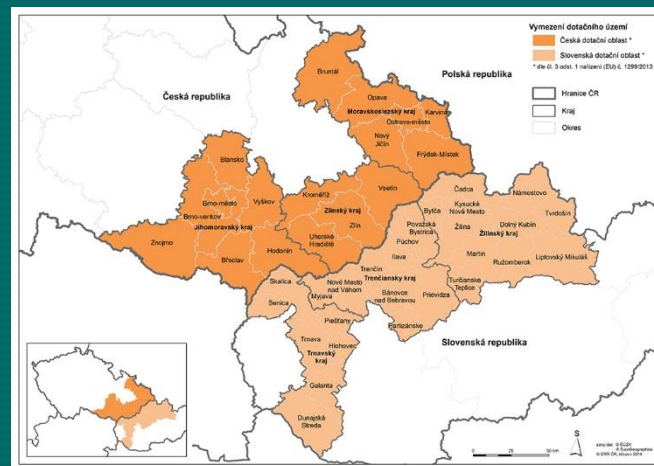 Vymezení dotačního území
Česká dotační oblast *
Slovenská dotační oblast *
* dle čl. 3 odst. 1 nařízení (EU) č. 1299/2013
Hranice ČR
Kraj
Okres
Česká republika
Polská republika
Bruntál
Opava
Moravskoslezský kraj
Karviná
Ostrava-město
Nový
Jičín
Frýdek-Místek
Blansko
Brno-město
Vyškov
Brno-venkov
Jihomoravský kraj
Znojmo
Břeclav
Hodonín
Kroměříž
Vsetín
Zlínský kraj
Zlín
Uherské
Hradiště
Čadca
Námestovo
Bytča
Kysucké
Nové Mesto
Tvrdošín
Považská
Bystrica
Žilina
Dolný Kubín
Žilinský kraj
Púchov
Ilava
Martin
Ružomberok
Liptovský Mikuláš
Trenčín
Trenčiansky kraj
Turčianske
Teplice
Skalica
Nové Mesto
nad Váhom
Myjava
Bánovce
nad Bebravou
Prievidza
Senica
Partizánske
Piešťany
Trnava
Hlohovec
Trnavský
kraj
Galanta
Dunajská
Streda
Slovenská republika
S
0 25 50 km